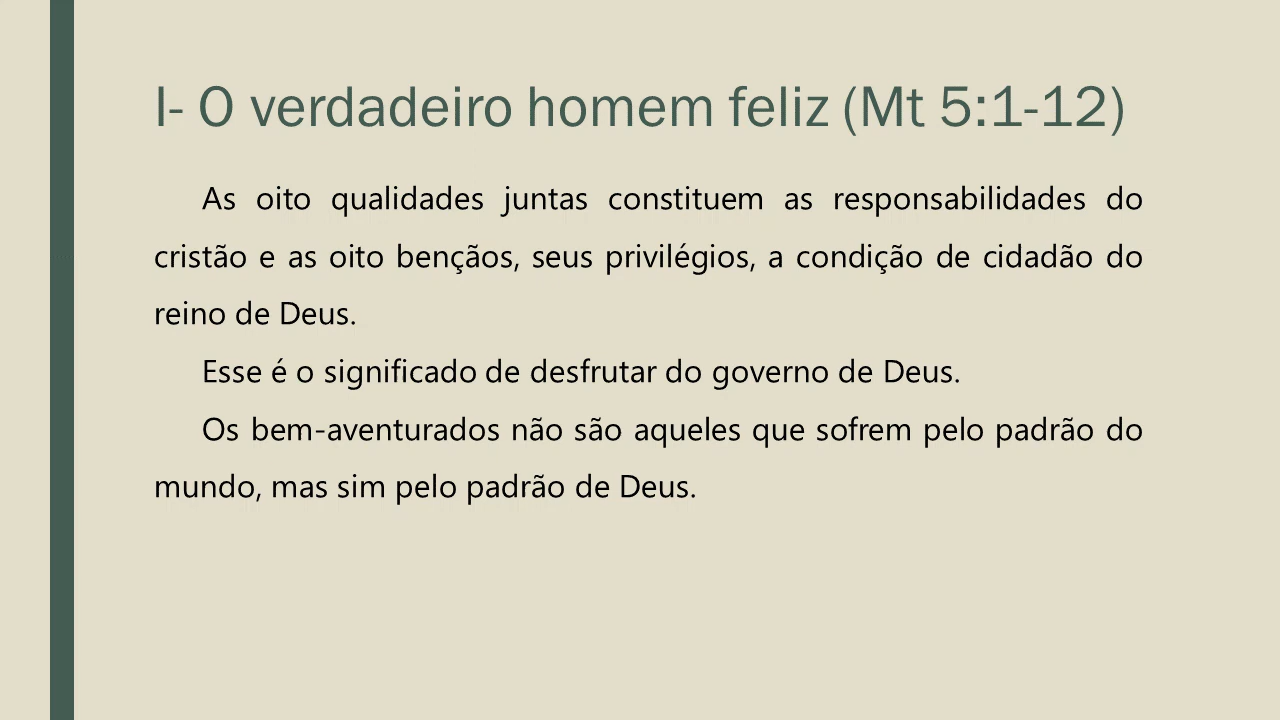 I- O verdadeiro homem feliz (Mt 5:1-12)
As oito qualidades juntas constituem as responsabilidades do
cristão e as oito bençãos, seus privilégios, a condição de cidadão do
reino de Deus.
Esse é o significado de desfrutar do governo de Deus.
Os bem-aventurados não são aqueles que sofrem pelo padrão do
mundo, mas sim pelo padrão de Deus.